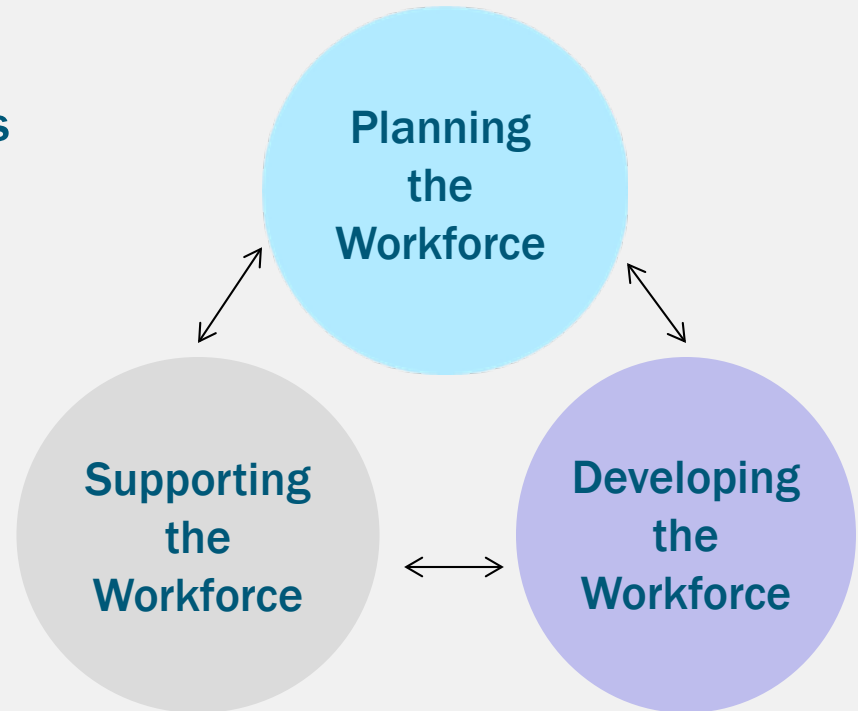 Planning
the
Workforce
Supporting
the
Workforce
Developing
the
Workforce